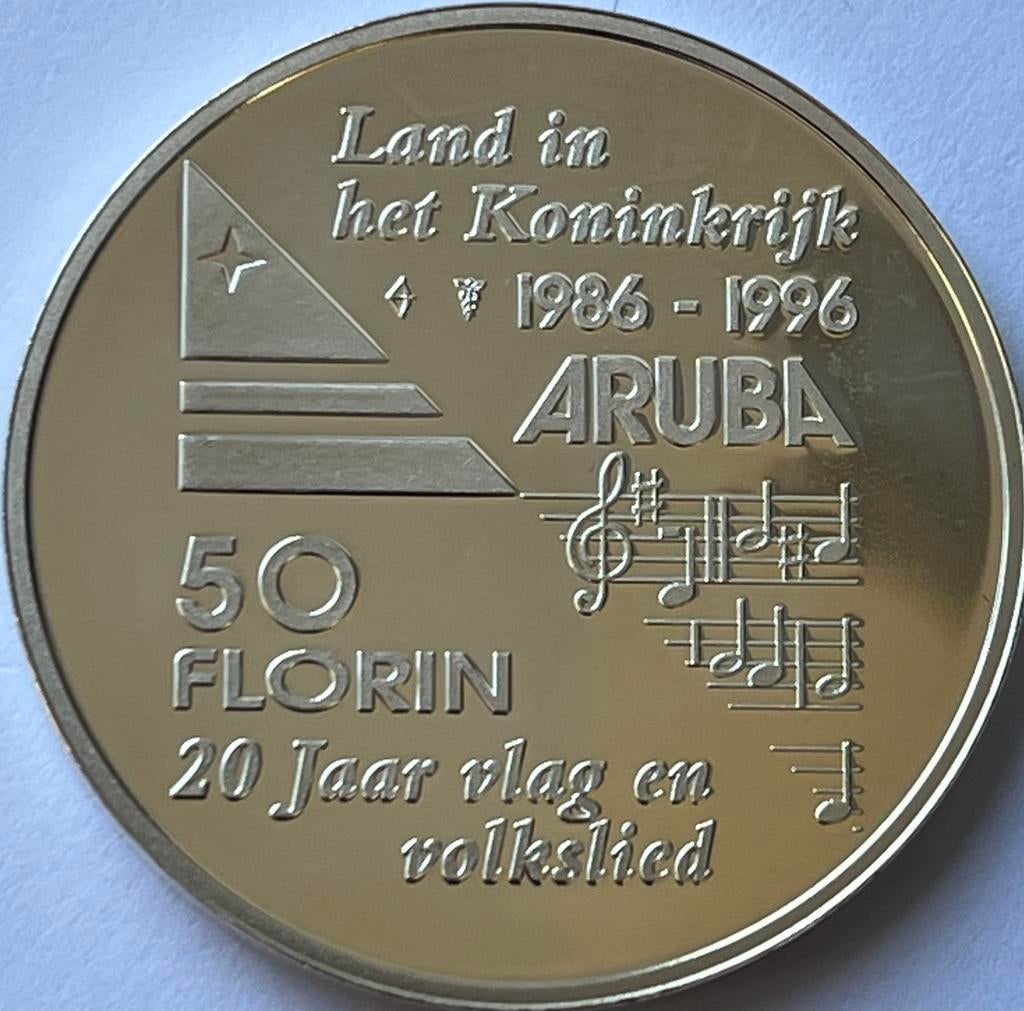 Land in
het Koninkrijk
1986 - 1996
ARUBA
50
FLORIN
20 Jaar vlag en
volkslied